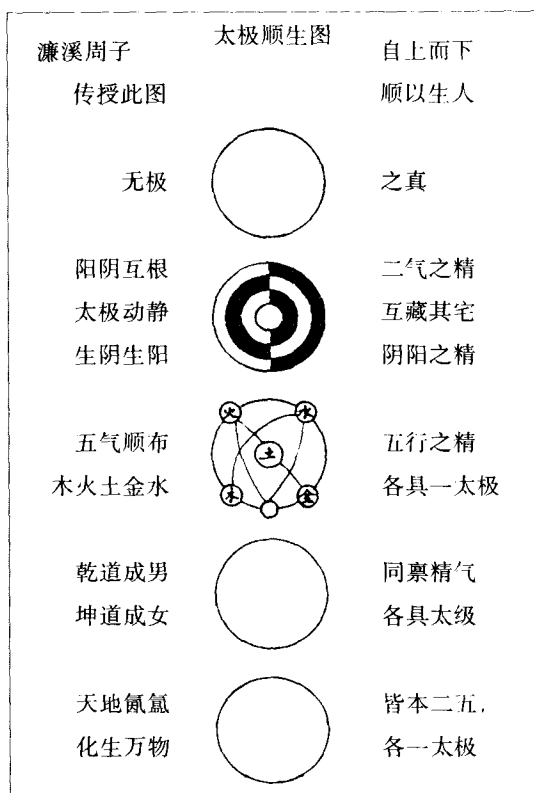 太极顺生图
濂溪周子 自上而下
传授此图 顺以生人
无极 之真
阳阴互根 二气之精
太极动静 互藏其宅
生阴生阳 阴阳之精
火 水
土
木 金
五气顺布 五行之精
木火土金水 各具一太极
乾道成男 同禀精气
坤道成女 各具太级
天地氤氲 皆本二五,
化生万物 各一太极